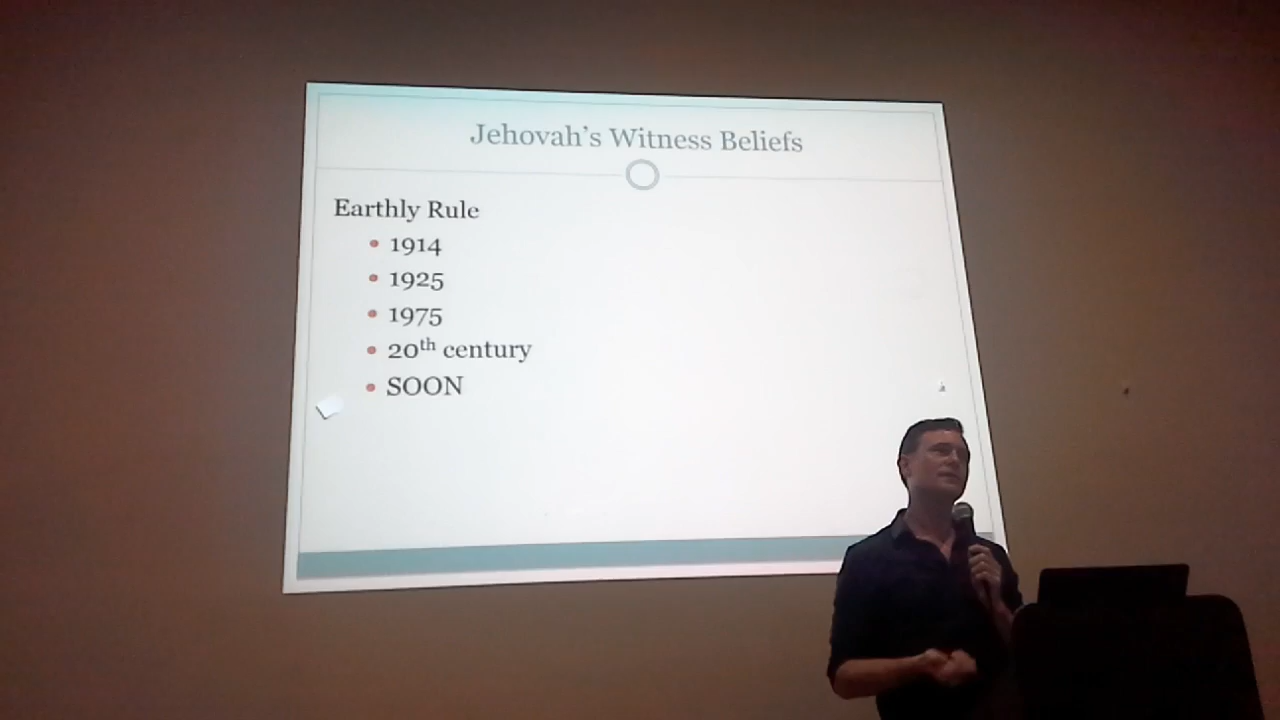 Jehovah's Witness Beliefs
Earthly Rule
• 1914
• 1925
• 1975
• 20th century
• SOON